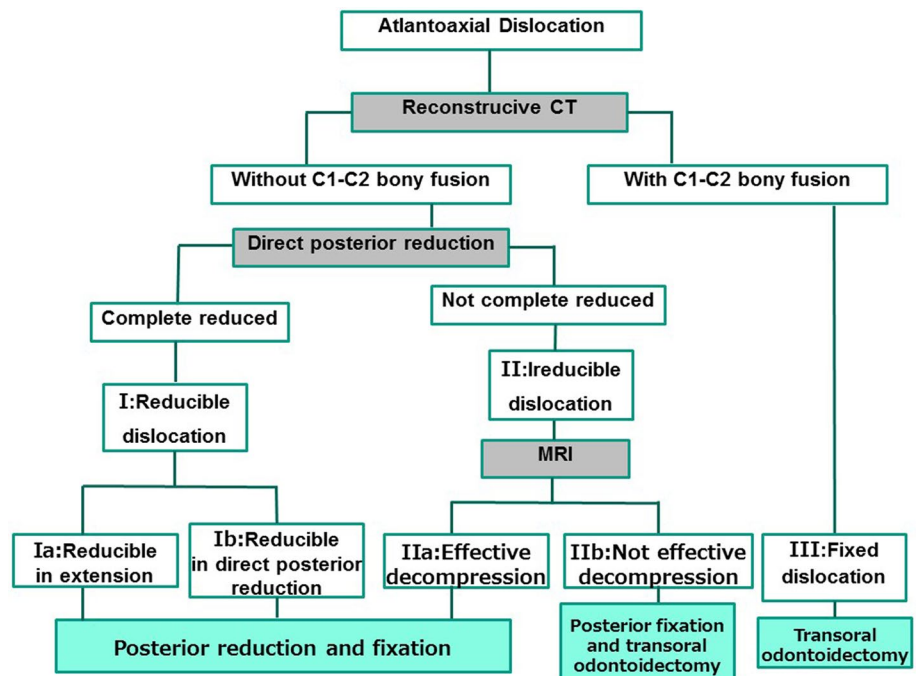 Atlantoaxial Dislocation
Reconstrucive CT
Without C1-C2 bony fusion
With C1-C2 bony fusion
Direct posterior reduction
Complete reduced
Not complete reduced
I:Reducible
dislocation
II:Ireducible
dislocation
MRI
Ia:Reducible
in extension
Ib:Reducible
in direct posterior
reduction
IIa:Effective
decompression
IIb:Not effective
decompression
III:Fixed
dislocation
Posterior reduction and fixation
Posterior fixation
and transoral
odontoidectomy
Transoral
odontoidectomy